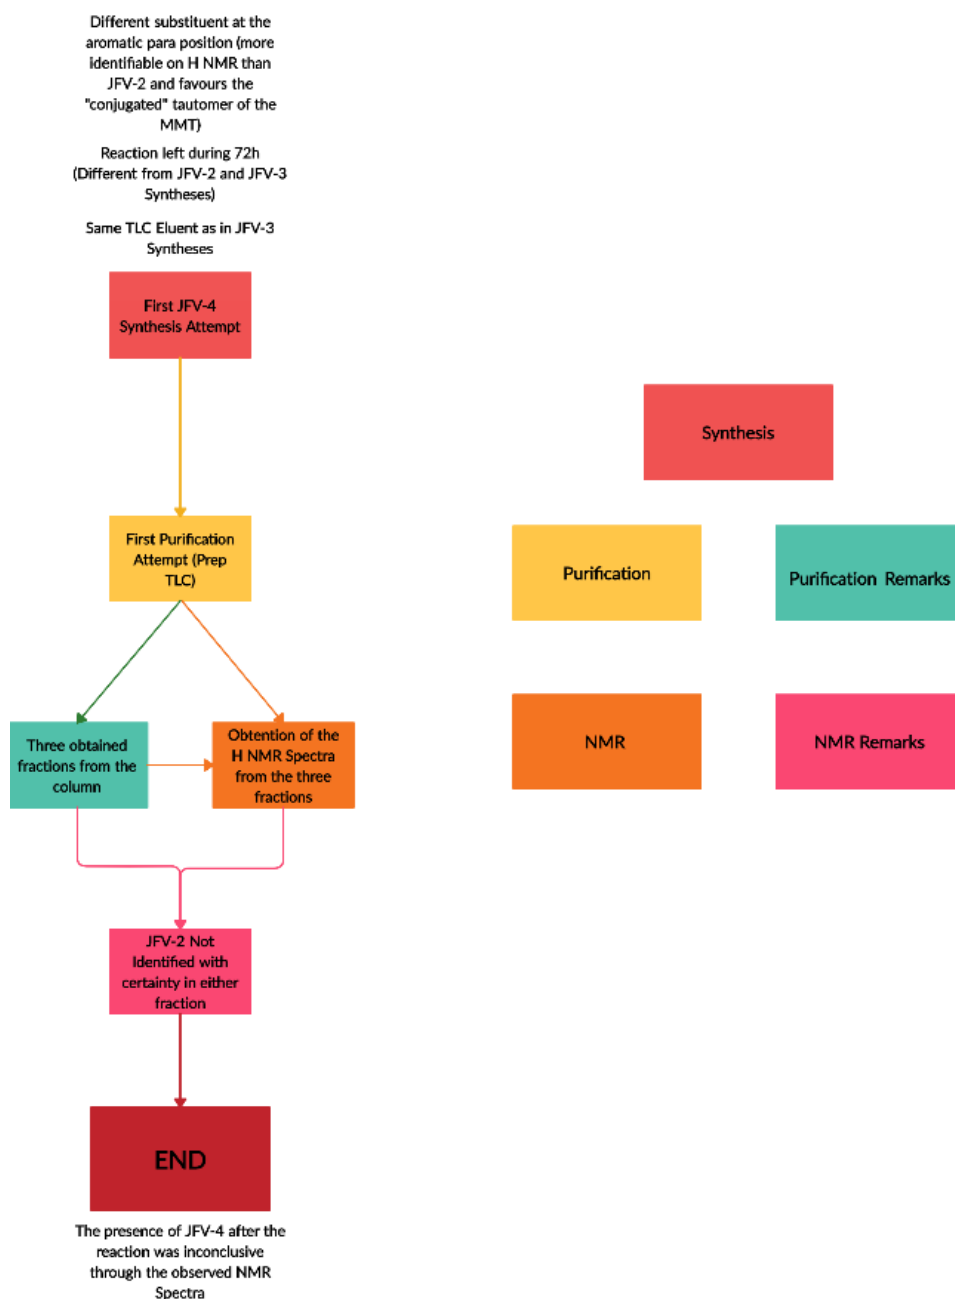 Different substituent at the
aromatic para position (more
identifiable on H NMR than
JFV-2 and favours the
"conjugated" tautomer of the
MMT)
Reaction left during 72h
(Different from JFV-2 and JFV-3
Syntheses)
Same TLC Eluent as in JFV-3
Syntheses
First JFV-4
Synthesis Attempt
Synthesis
First Purification
Attempt (Prep
TLC)
Purification
Purification Remarks
Three obtained
fractions from the
column
Obtention of the
H NMR Spectra
from the three
fractions
NMR
NMR Remarks
JFV-2 Not
Identified with
certainty in either
fraction
END
The presence of JFV-4 after the
reaction was inconclusive
through the observed NMR
Spectra